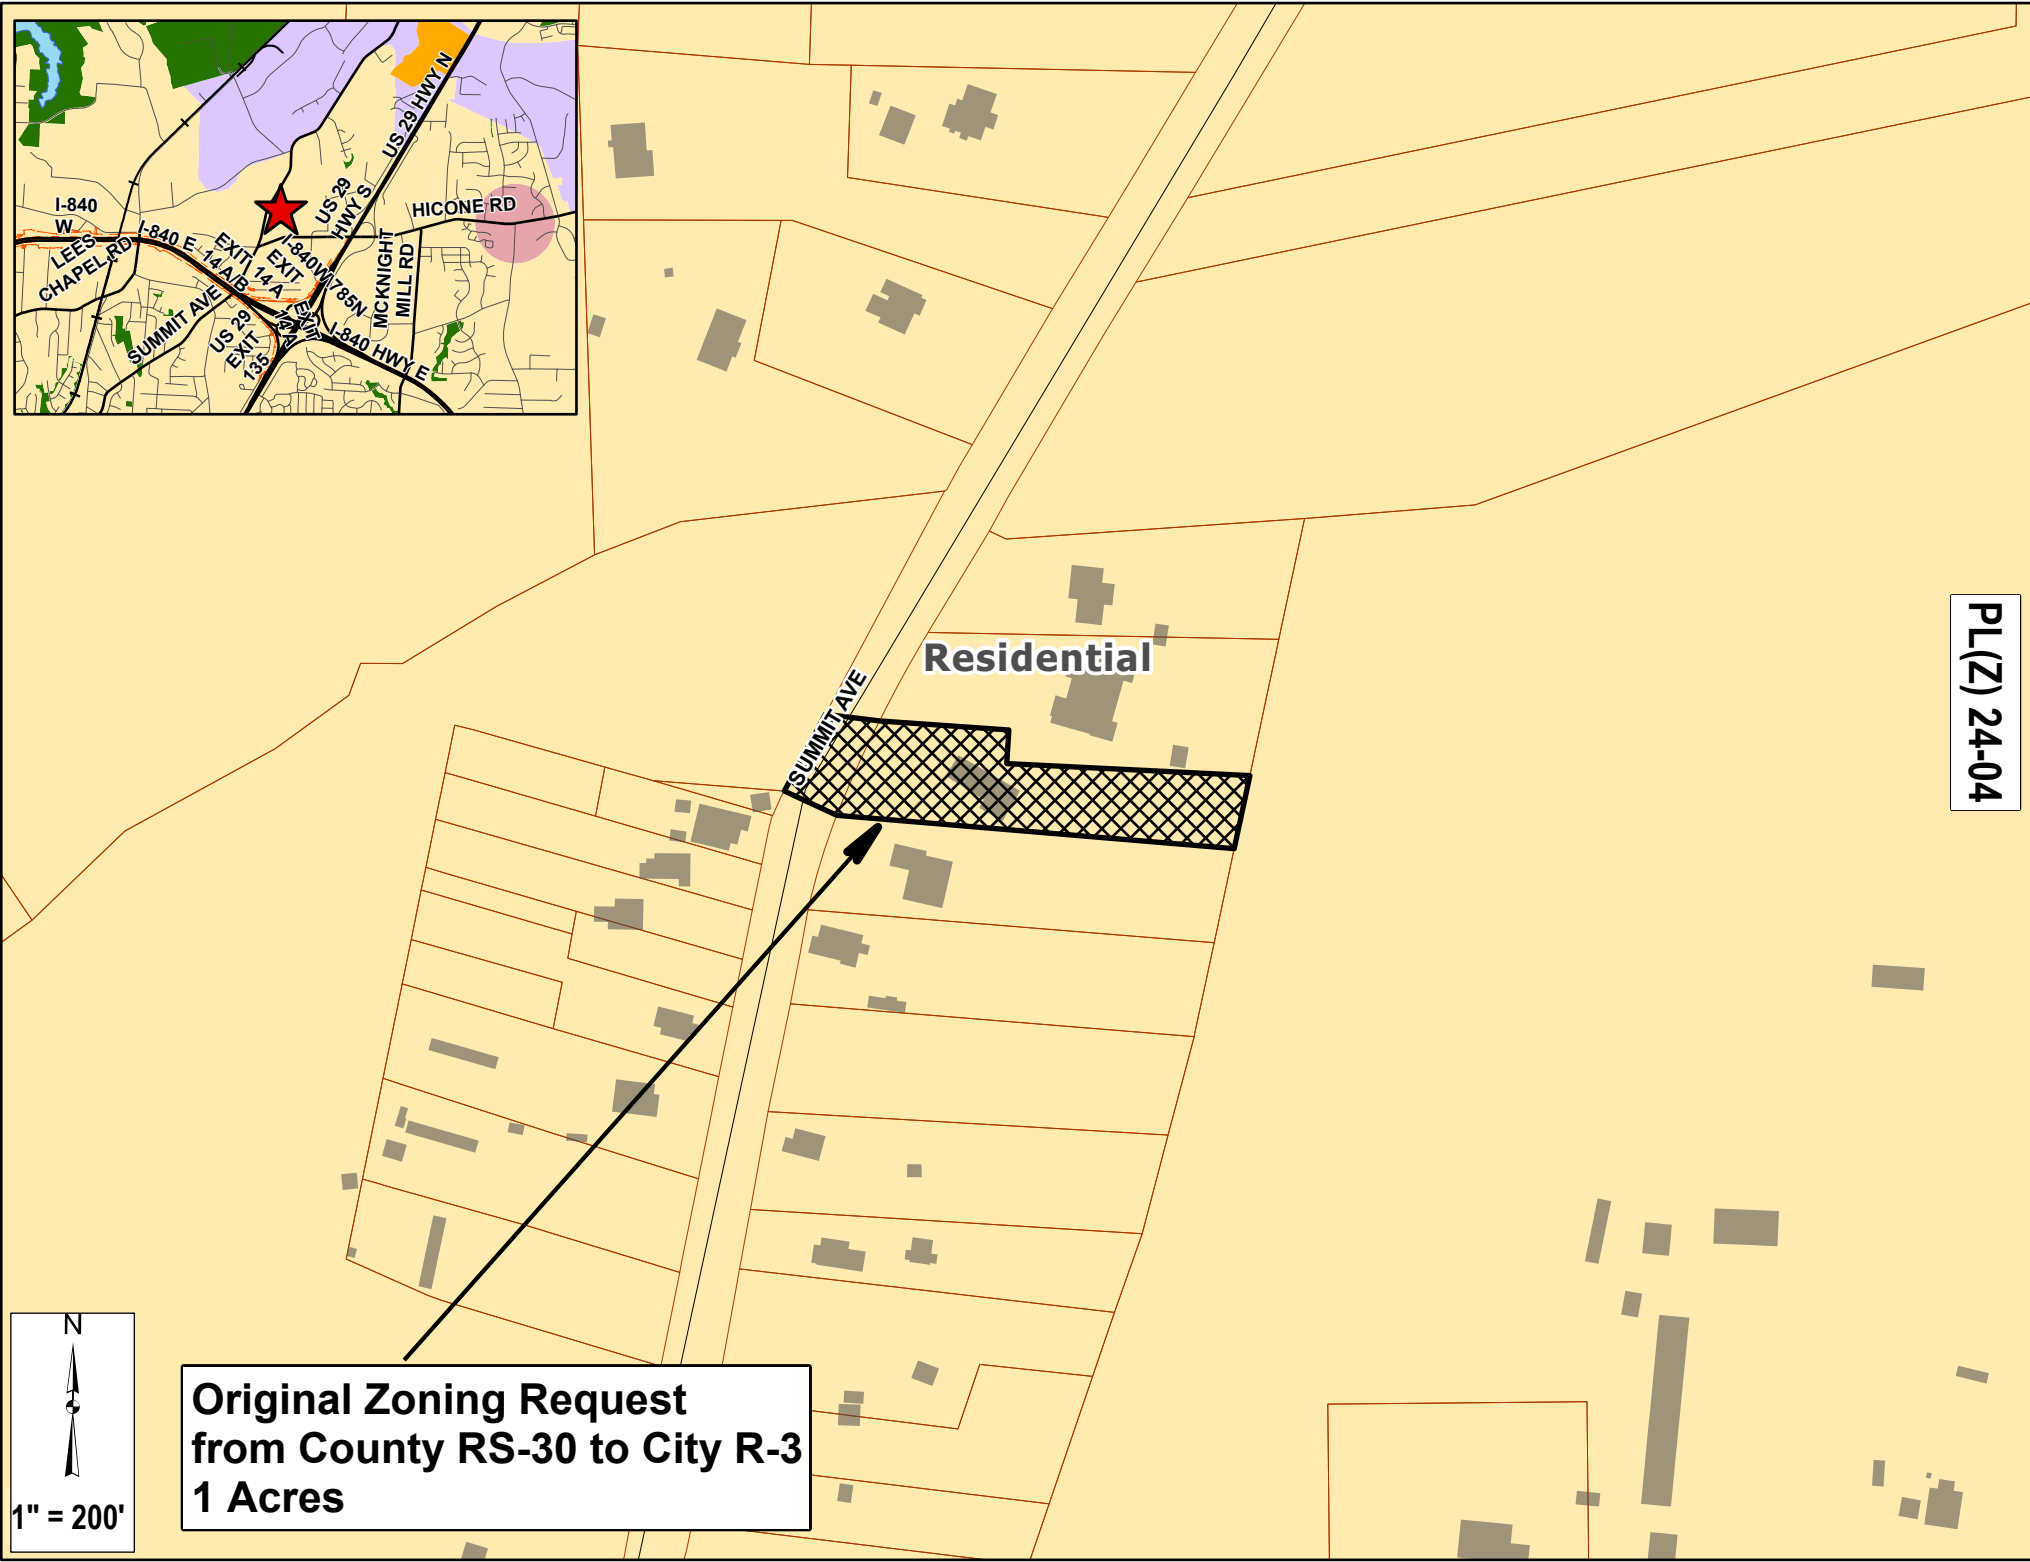 US 29 HWY N
US 29
HWY S
HICONE RD
I-840
W
LEES
CHAPEL RD
I-840 E
EXIT
14 A/B
EXIT
14 A
I-840W 785N
MCKNIGHT
MILL RD
SUMMIT AVE
US 29
EXIT
135
EXIT
14A
I-840 HWY E
Residential
SUMMIT AVE
PL(Z) 24-04
N
1" = 200'
Original Zoning Request
from County RS-30 to City R-3
1 Acres